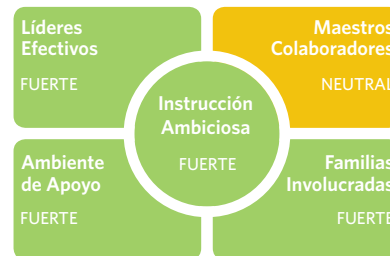 Líderes
Efectivos
FUERTE
Maestros
Colaboradores
NEUTRAL
Instrucción
Ambiciosa
FUERTE
Ambiente
de Apoyo
FUERTE
Familias
Involucradas
FUERTE